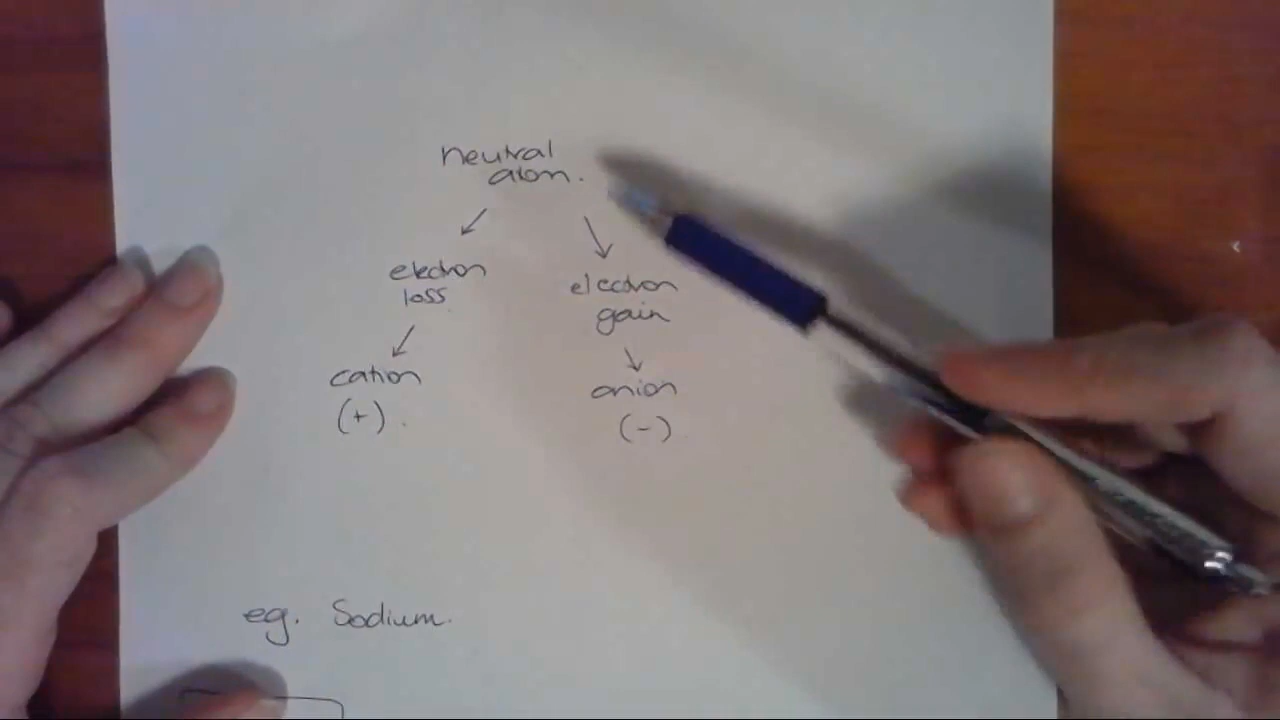 neutral
atom.
electron
loss
electron
gain
cation
(+)
anion
(-)
eg. Sodium.